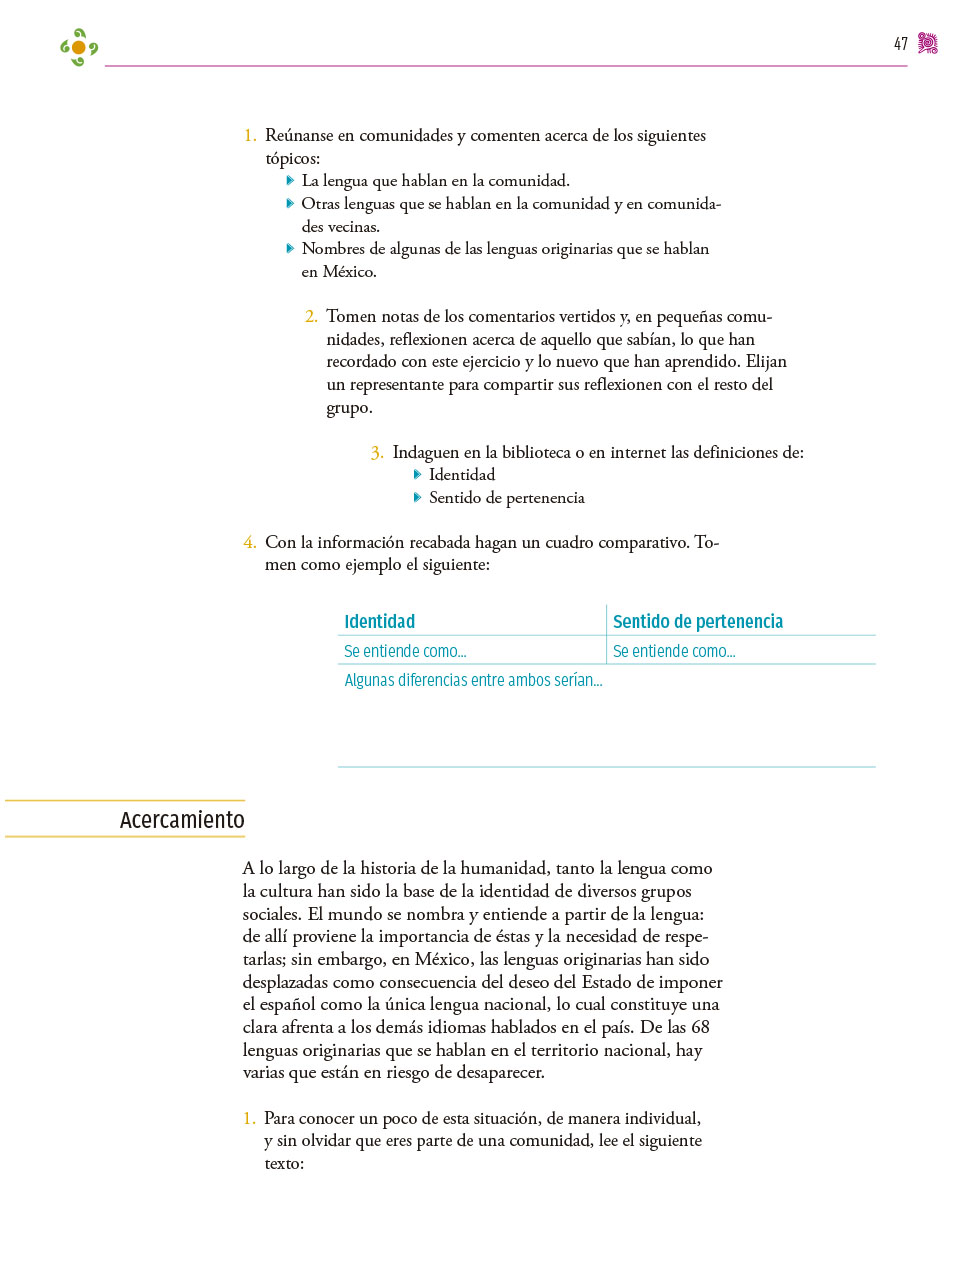 47
1. Reúnanse en comunidades y comenten acerca de los siguientes
tópicos:
La lengua que hablan en la comunidad.
Otras lenguas que se hablan en la comunidad y en comunida-
des vecinas.
Nombres de algunas de las lenguas originarias que se hablan
en México.
2. Tomen notas de los comentarios vertidos y, en pequeñas comu-
nidades, reflexionen acerca de aquello que sabían, lo que han
recordado con este ejercicio y lo nuevo que han aprendido. Elijan
un representante para compartir sus reflexionen con el resto del
grupo.
3. Indaguen en la biblioteca o en internet las definiciones de:
Identidad
Sentido de pertenencia
4. Con la información recabada hagan un cuadro comparativo. To-
men como ejemplo el siguiente:
Identidad Sentido de pertenencia
Se entiende como... Se entiende como...
Algunas diferencias entre ambos serían...
Acercamiento
A lo largo de la historia de la humanidad, tanto la lengua como
la cultura han sido la base de la identidad de diversos grupos
sociales. El mundo se nombra y entiende a partir de la lengua:
de allí proviene la importancia de éstas y la necesidad de respe-
tarlas; sin embargo, en México, las lenguas originarias han sido
desplazadas como consecuencia del deseo del Estado de imponer
el español como la única lengua nacional, lo cual constituye una
clara afrenta a los demás idiomas hablados en el país. De las 68
lenguas originarias que se hablan en el territorio nacional, hay
varias que están en riesgo de desaparecer.
1. Para conocer un poco de esta situación, de manera individual,
y sin olvidar que eres parte de una comunidad, lee el siguiente
texto: